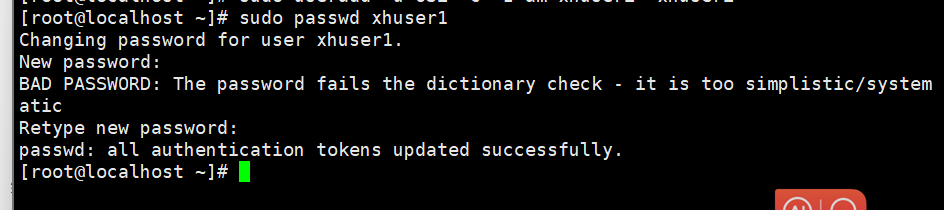 [root@localhost ~]# sudo passwd xhuser1
Changing password for user xhuser1.
New password:
BAD PASSWORD: The password fails the dictionary check - it is too simplistic/system
atic
Retype new password:
passwd: all authentication tokens updated successfully.
[root@localhost ~]#